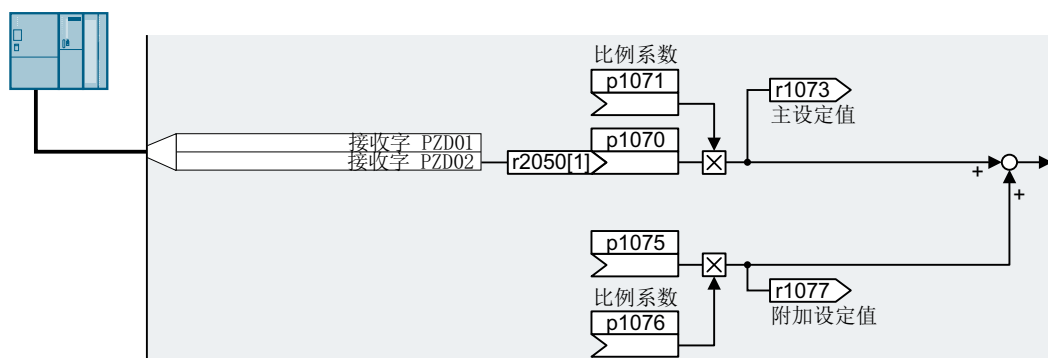 比例系数
p1071
r1073
主设定值
接收字 PZD01
p1070
接收字 PZD02
r2050[1]
+
+
p1075
r1077
比例系数
附加设定值
p1076